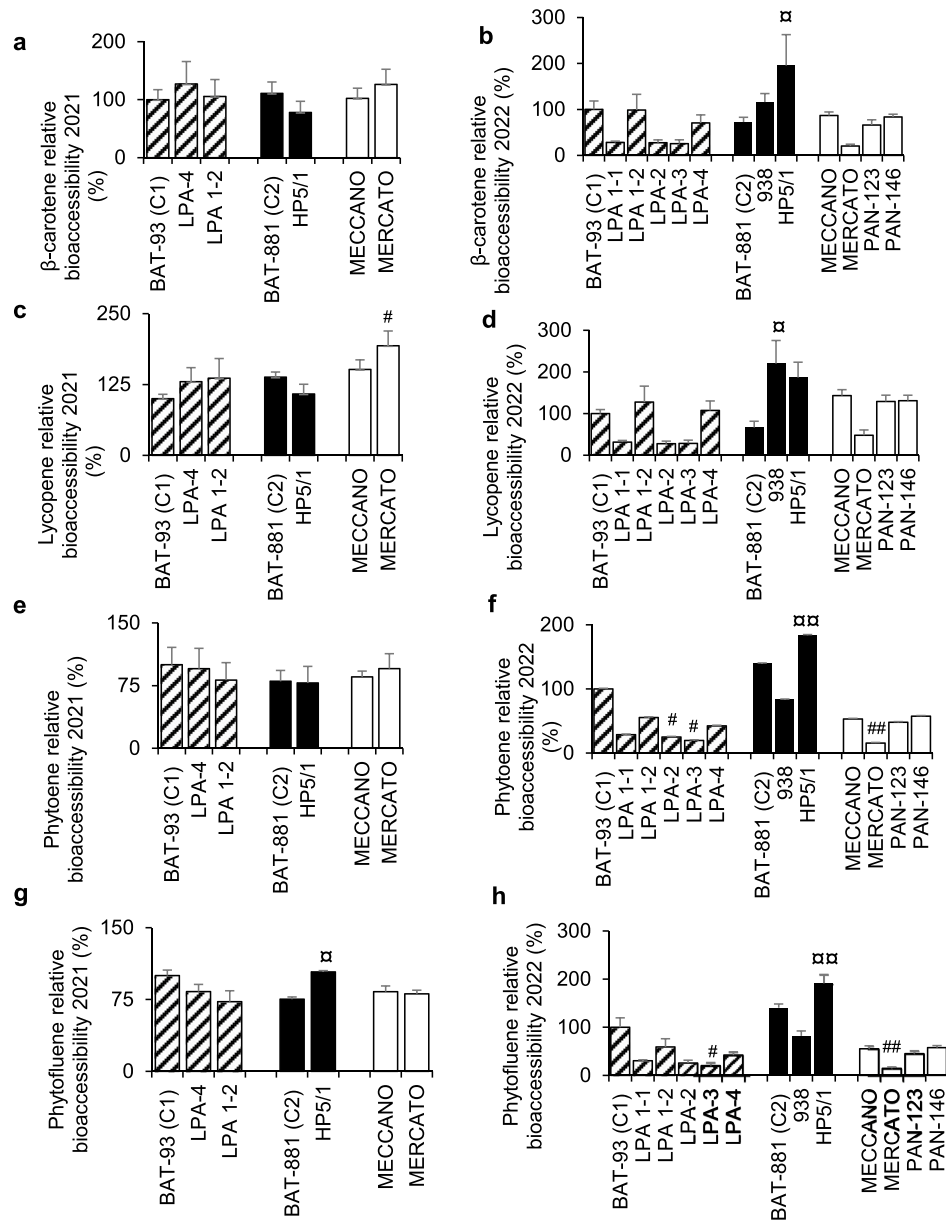 a
β-carotene relative
bioaccessibility 2021
(%)
200
100
0
BAT-93 (C1)
LPA-4
LPA 1-2
BAT-881 (C2)
HP5/1
MECCANO
MERCATO
b
β-carotene relative
bioaccessibility 2022 (%)
300
200
100
0
¤
BAT-93 (C1)
LPA 1-1
LPA 1-2
LPA-2
LPA-3
LPA-4
BAT-881 (C2)
938
HP5/1
MECCANO
MERCATO
PAN-123
PAN-146
c
Lycopene relative
bioaccessibility 2021
(%)
250
125
0
#
BAT-93 (C1)
LPA-4
LPA 1-2
BAT-881 (C2)
HP5/1
MECCANO
MERCATO
d
Lycopene relative
bioaccessibility 2022 (%)
300
200
100
0
¤
BAT-93 (C1)
LPA 1-1
LPA 1-2
LPA-2
LPA-3
LPA-4
BAT-881 (C2)
938
HP5/1
MECCANO
MERCATO
PAN-123
PAN-146
e
Phytoene relative
bioaccessibility 2021 (%)
150
75
0
BAT-93 (C1)
LPA-4
LPA 1-2
BAT-881 (C2)
HP5/1
MECCANO
MERCATO
f
Phytoene relative
bioaccessibility 2022
(%)
200
100
0
#
#
¤¤
##
BAT-93 (C1)
LPA 1-1
LPA 1-2
LPA-2
LPA-3
LPA-4
BAT-881 (C2)
938
HP5/1
MECCANO
MERCATO
PAN-123
PAN-146
g
Phytofluene relative
bioaccessibility 2021 (%)
150
75
0
¤
BAT-93 (C1)
LPA-4
LPA 1-2
BAT-881 (C2)
HP5/1
MECCANO
MERCATO
h
Phytofluene relative
bioaccessibility 2022 (%)
300
200
100
0
#
¤¤
##
BAT-93 (C1)
LPA 1-1
LPA 1-2
LPA-2
LPA-3
LPA-4
BAT-881 (C2)
938
HP5/1
MECCANO
MERCATO
PAN-123
PAN-146